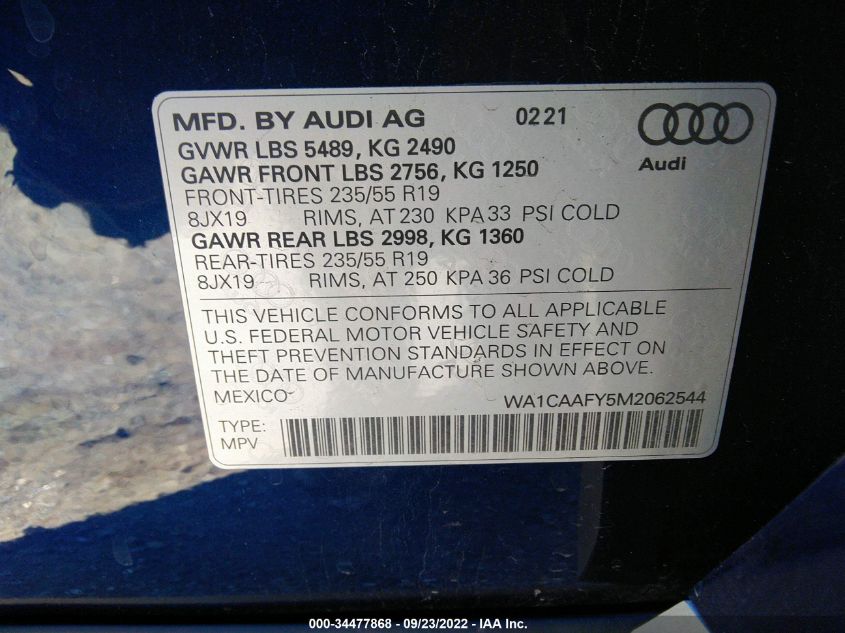 MFD. BY AUDI AG 02 21
GVWR LBS 5489, KG 2490
GAWR FRONT LBS 2756, KG 1250
Audi
FRONT-TIRES 235/55 R19
8JX19 RIMS, AT 230 KPA 33 PSI COLD
GAWR REAR LBS 2998, KG 1360
REAR-TIRES 235/55 R19
8JX19 RIMS, AT 250 KPA 36 PSI COLD
THIS VEHICLE CONFORMS TO ALL APPLICABLE
U.S. FEDERAL MOTOR VEHICLE SAFETY AND
THEFT PREVENTION STANDARDS IN EFFECT ON
THE DATE OF MANUFACTURE SHOWN ABOVE.
MEXICO WA1CAAFY5M2062544
TYPE:
MPV
000-34477868 - 09/23/2022 - IAA Inc.